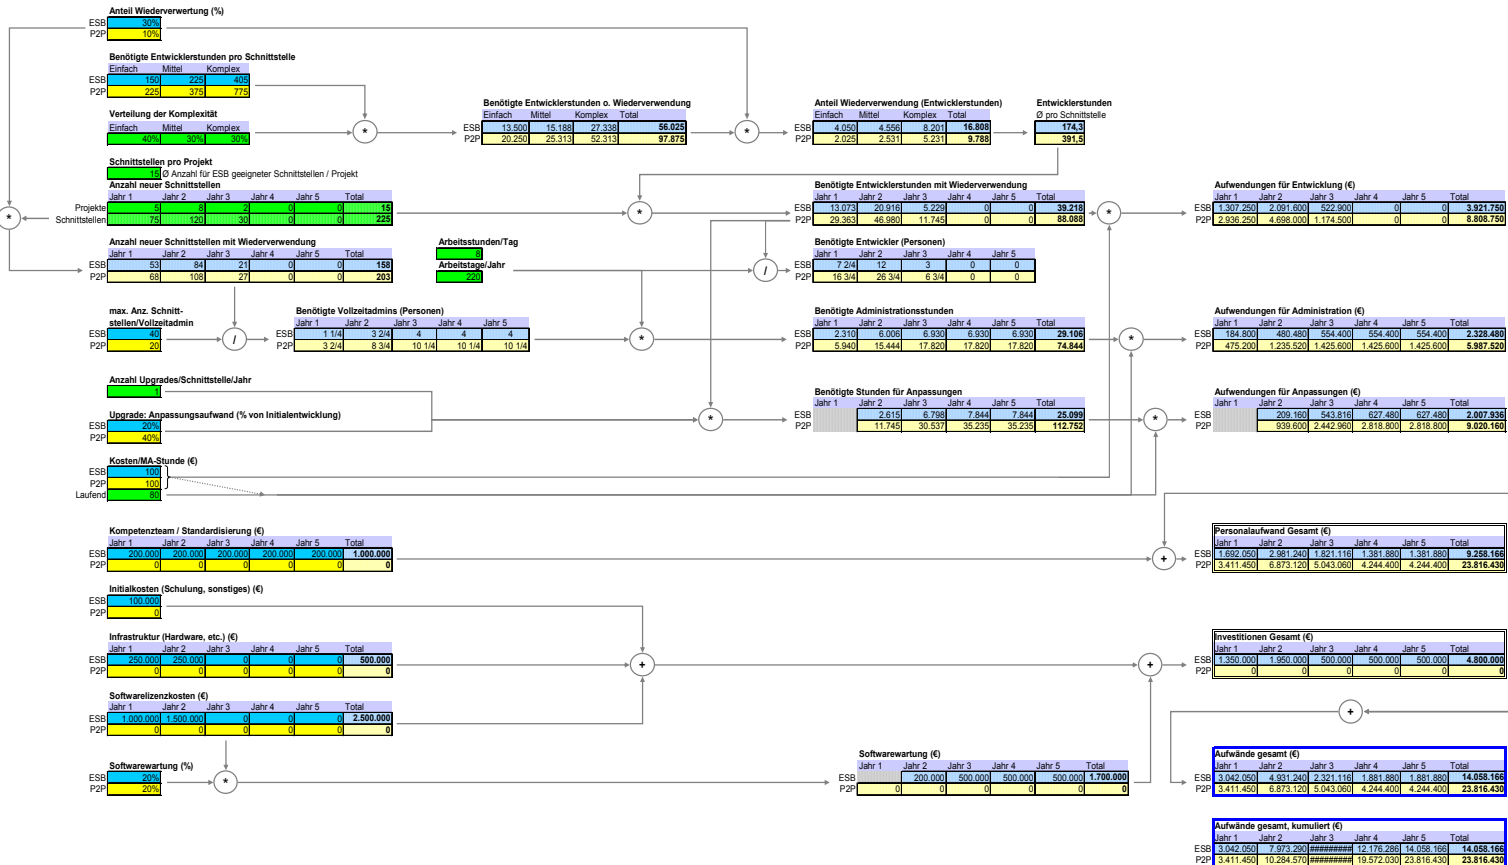 Anteil Wiederverwertung (%)
ESB 30%
P2P 10%
Benötigte Entwicklerstunden pro Schnittstelle
Einfach Mittel Komplex
ESB 150 225 405
P2P 225 375 775
Verteilung der Komplexität
Einfach Mittel Komplex
40% 30% 30%
*
Benötigte Entwicklerstunden o. Wiederverwendung
Einfach Mittel Komplex Total
ESB 13.500 15.188 27.338 56.025
P2P 20.250 25.313 52.313 97.875
*
Anteil Wiederverwendung (Entwicklerstunden)
Einfach Mittel Komplex Total
ESB 4.050 4.556 8.201 16.808
P2P 2.025 2.531 5.231 9.788
Entwicklerstunden
Ø pro Schnittstelle
174,3
391,5
Schnittstellen pro Projekt
15 Ø Anzahl für ESB geeigneter Schnittstellen / Projekt
Anzahl neuer Schnittstellen
Jahr 1 Jahr 2 Jahr 3 Jahr 4 Jahr 5 Total
Projekte 5 8 2 0 0 15
Schnittstellen 75 120 30 0 0 225
*
*
Benötigte Entwicklerstunden mit Wiederverwendung
Jahr 1 Jahr 2 Jahr 3 Jahr 4 Jahr 5 Total
ESB 13.073 20.916 5.229 0 0 39.218
P2P 29.363 46.980 11.745 0 0 88.088
*
Aufwendungen für Entwicklung (€)
Jahr 1 Jahr 2 Jahr 3 Jahr 4 Jahr 5 Total
ESB 1.307.250 2.091.600 522.900 0 0 3.921.750
P2P 2.936.250 4.698.000 1.174.500 0 0 8.808.750
Anzahl neuer Schnittstellen mit Wiederverwendung
Jahr 1 Jahr 2 Jahr 3 Jahr 4 Jahr 5 Total
ESB 53 84 21 0 0 158
P2P 68 108 27 0 0 203
Arbeitsstunden/Tag
8
Arbeitstage/Jahr
220
/
Benötigte Entwickler (Personen)
Jahr 1 Jahr 2 Jahr 3 Jahr 4 Jahr 5
ESB 7 2/4 12 3 0 0
P2P 16 3/4 26 3/4 6 3/4 0 0
max. Anz. Schnitt-
stellen/Vollzeitadmin
ESB 40
P2P 20
/
Benötigte Vollzeitadmins (Personen)
Jahr 1 Jahr 2 Jahr 3 Jahr 4 Jahr 5
ESB 1 1/4 3 2/4 4 4 4
P2P 3 2/4 8 3/4 10 1/4 10 1/4 10 1/4
*
Benötigte Administrationsstunden
Jahr 1 Jahr 2 Jahr 3 Jahr 4 Jahr 5 Total
ESB 2.310 6.006 6.930 6.930 6.930 29.106
P2P 5.940 15.444 17.820 17.820 17.820 74.844
*
Aufwendungen für Administration (€)
Jahr 1 Jahr 2 Jahr 3 Jahr 4 Jahr 5 Total
ESB 184.800 480.480 554.400 554.400 554.400 2.328.480
P2P 475.200 1.235.520 1.425.600 1.425.600 1.425.600 5.987.520
Anzahl Upgrades/Schnittstelle/Jahr
1
Upgrade: Anpassungsaufwand (% von Initialentwicklung)
ESB 20%
P2P 40%
*
Benötigte Stunden für Anpassungen
Jahr 1 Jahr 2 Jahr 3 Jahr 4 Jahr 5 Total
ESB 2.615 6.798 7.844 7.844 25.099
P2P 11.745 30.537 35.235 35.235 112.752
*
Aufwendungen für Anpassungen (€)
Jahr 1 Jahr 2 Jahr 3 Jahr 4 Jahr 5 Total
ESB 209.160 543.816 627.480 627.480 2.007.936
P2P 939.600 2.442.960 2.818.800 2.818.800 9.020.160
Kosten/MA-Stunde (€)
ESB 100
P2P 100
Laufend 80
Kompetenzteam / Standardisierung (€)
Jahr 1 Jahr 2 Jahr 3 Jahr 4 Jahr 5 Total
ESB 200.000 200.000 200.000 200.000 200.000 1.000.000
P2P 0 0 0 0 0 0
+
Personalaufwand Gesamt (€)
Jahr 1 Jahr 2 Jahr 3 Jahr 4 Jahr 5 Total
ESB 1.692.050 2.981.240 1.821.116 1.381.880 1.381.880 9.258.166
P2P 3.411.450 6.873.120 5.043.060 4.244.400 4.244.400 23.816.430
Initialkosten (Schulung, sonstiges) (€)
ESB 100.000
P2P 0
Infrastruktur (Hardware, etc.) (€)
Jahr 1 Jahr 2 Jahr 3 Jahr 4 Jahr 5 Total
ESB 250.000 250.000 0 0 0 500.000
P2P 0 0 0 0 0 0
+
+
Investitionen Gesamt (€)
Jahr 1 Jahr 2 Jahr 3 Jahr 4 Jahr 5 Total
ESB 1.350.000 1.950.000 500.000 500.000 500.000 4.800.000
P2P 0 0 0 0 0 0
Softwarelizenzkosten (€)
Jahr 1 Jahr 2 Jahr 3 Jahr 4 Jahr 5 Total
ESB 1.000.000 1.500.000 0 0 0 2.500.000
P2P 0 0 0 0 0 0
+
Softwarewartung (%)
ESB 20%
P2P 20%
*
Softwarewartung (€)
Jahr 1 Jahr 2 Jahr 3 Jahr 4 Jahr 5 Total
ESB 200.000 500.000 500.000 500.000 1.700.000
P2P 0 0 0 0 0 0
Aufwände gesamt (€)
Jahr 1 Jahr 2 Jahr 3 Jahr 4 Jahr 5 Total
ESB 3.042.050 4.931.240 2.321.116 1.881.880 1.881.880 14.058.166
P2P 3.411.450 6.873.120 5.043.060 4.244.400 4.244.400 23.816.430
Aufwände gesamt, kumuliert (€)
Jahr 1 Jahr 2 Jahr 3 Jahr 4 Jahr 5 Total
ESB 3.042.050 7.973.290 ######### 12.176.286 14.058.166 14.058.166
P2P 3.411.450 10.284.570 ######### 19.572.030 23.816.430 23.816.430